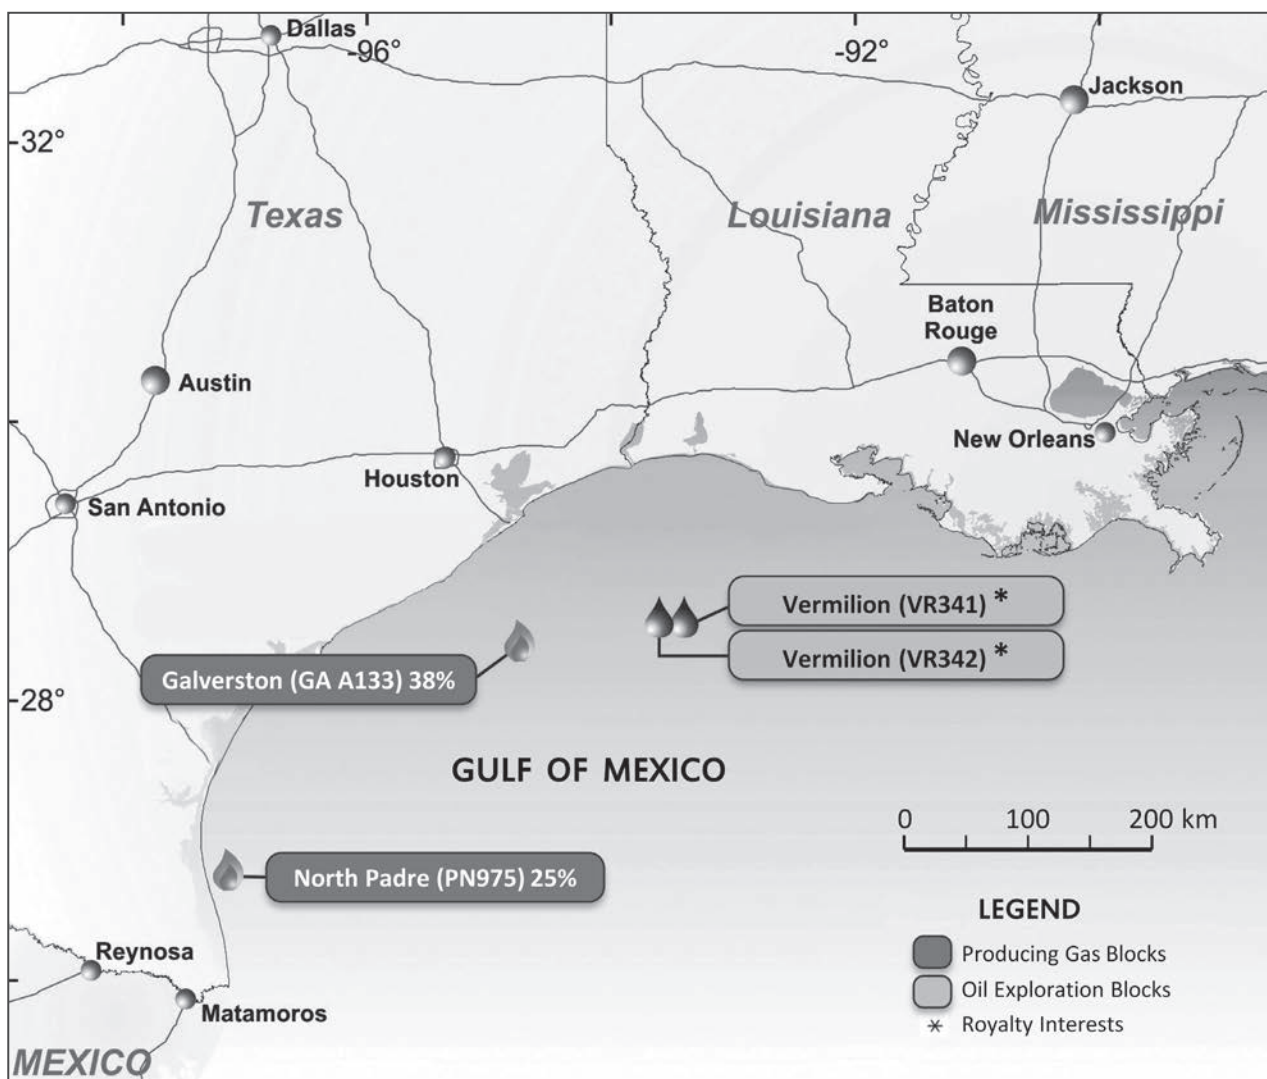 Dallas
-96°
-92°
Jackson
-32°
Texas
Louisiana
Mississippi
Baton
Rouge
Austin
New Orleans
Houston
San Antonio
Vermilion (VR341) *
Vermilion (VR342) *
Galverston (GA A133) 38%
-28°
GULF OF MEXICO
0 100 200 km
North Padre (PN975) 25%
LEGEND
Producing Gas Blocks
Oil Exploration Blocks
* Royalty Interests
Reynosa
Matamoros
MEXICO